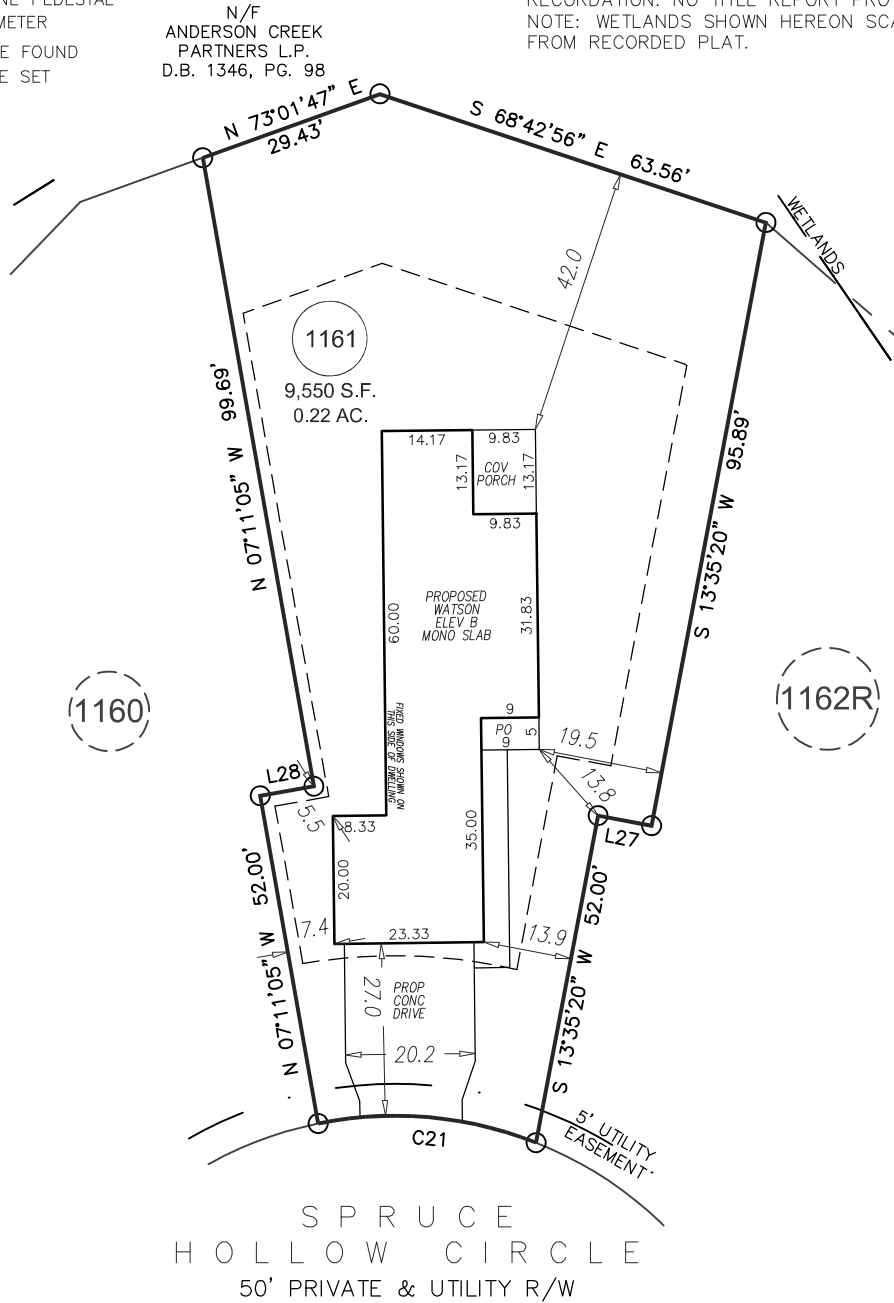 NE PEDESTAL
METER
E FOUND
E SET
N/F
ANDERSON CREEK
PARTNERS L.P.
D.B. 1346, PG. 98
NOTE: WETLANDS SHOWN HEREON SCA
FROM RECORDED PLAT.
N 73°01'47" E
29.43'
S 68°42'56" E 63.56'
WETLANDS
42.0
1161
9,550 S.F.
0.22 AC.
N 07°11'05" W 99.69'
S 13°35'20" W 95.89'
14.17
9.83
13.17
COV
PORCH
13.17
9.83
60.00
PROPOSED
WATSON
ELEV B
MONO SLAB
31.83
1160
1162R
FIXED WINDOWS SHOWN ON
THIS SIDE OF DWELLING
9
PO
5
9
19.5
13.8
L28
5.5
L27
8.33
20.00
35.00
N 07°11'05" W 52.00'
S 13°35'20" W 52.00'
7.4
23.33
13.9
27.0
PROP
CONC
DRIVE
20.2
C21
5' UTILITY
EASEMENT
SPRUCE
HOLLOW CIRCLE
50' PRIVATE & UTILITY R/W